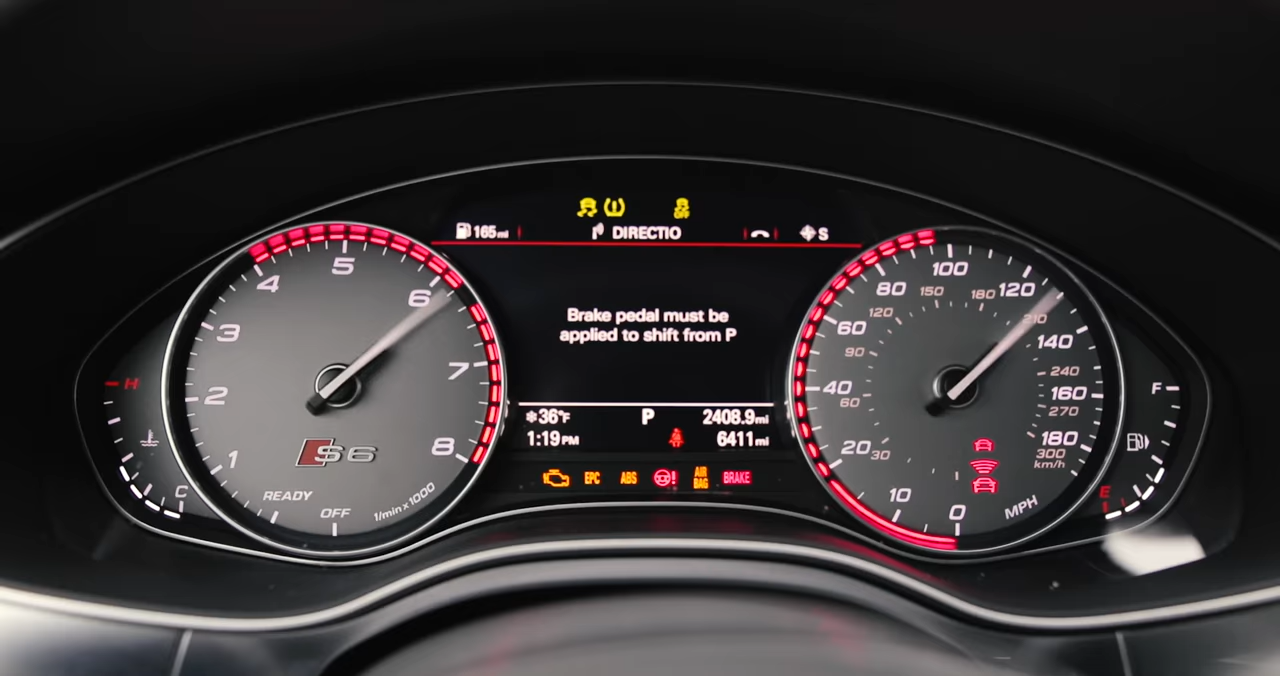 OFF
165mi
DIRECTIO
S
Brake pedal must be
applied to shift from P
36°F
P
2408.9mi
1:19PM
6411mi
EPC
ABS
AIR
BAG
BRAKE
H
C
READY
OFF
1
2
3
4
5
6
7
8
S6
1/min x 1000
0
10
20
40
60
80
100
120
140
160
180
30
60
90
120
150
180
210
240
270
300
km/h
MPH
F
E